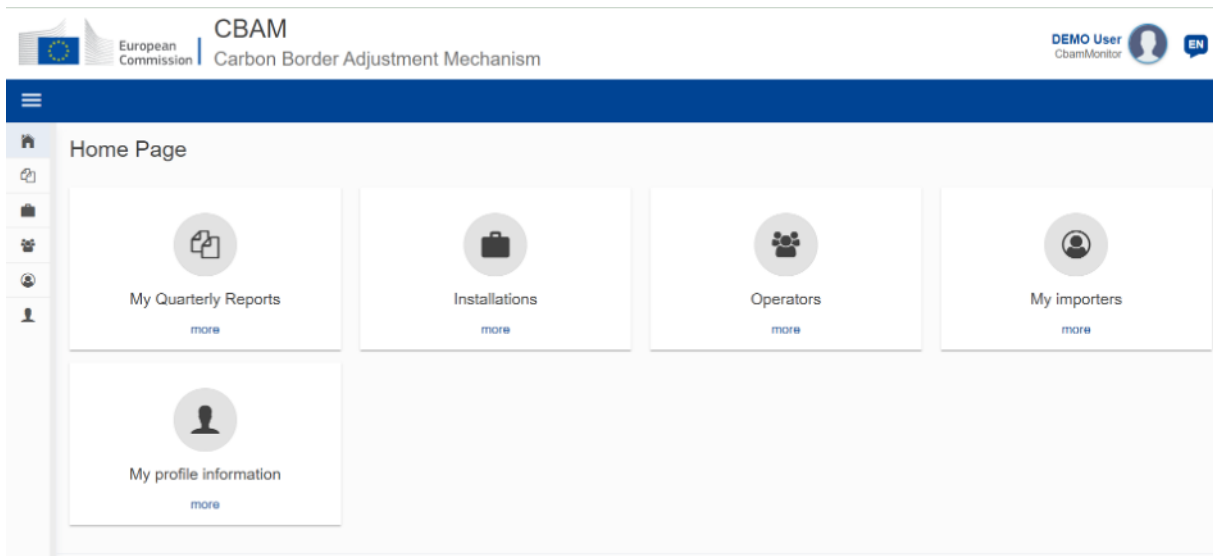 CBAM
European
Commission
Carbon Border Adjustment Mechanism
DEMO User
CbamMonitor
EN
Home Page
My Quarterly Reports
more
Installations
more
Operators
more
My importers
more
My profile information
more